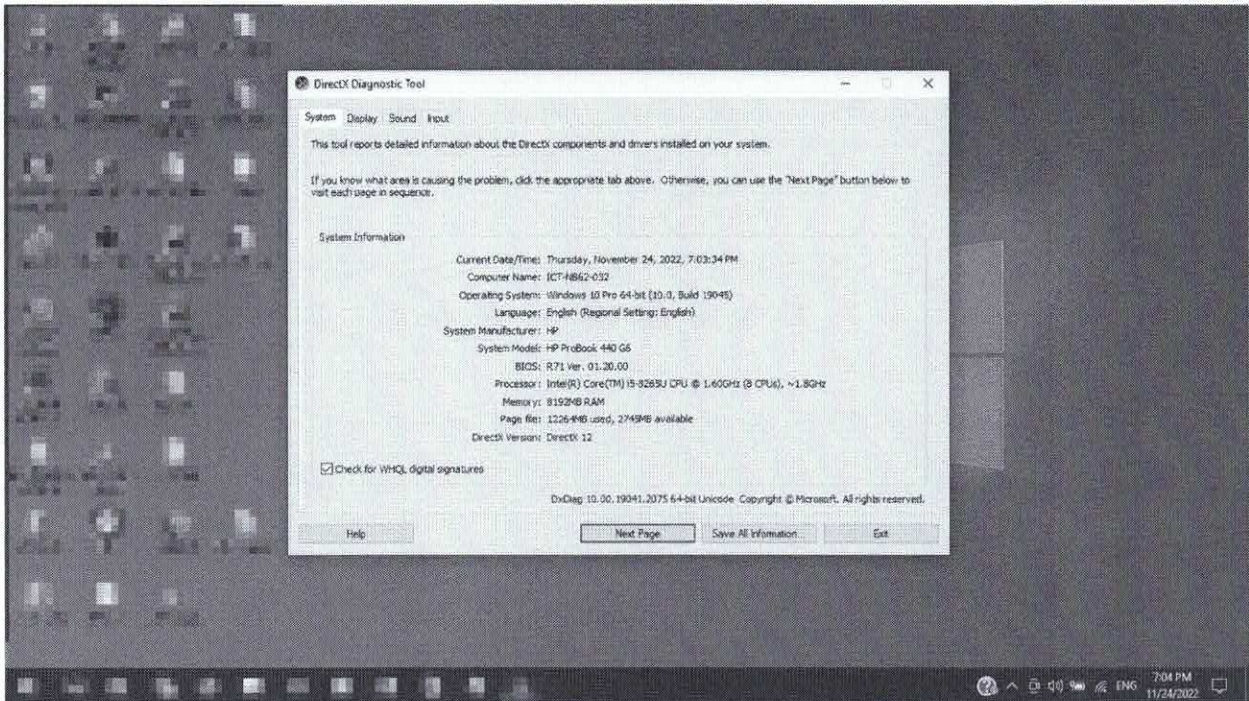 DirectX Diagnostic Tool
System Display Sound Input
This tool reports detailed information about the DirectX components and drivers installed on your system.
If you know what area is causing the problem, click the appropriate tab above. Otherwise, you can use the "Next Page" button below to
visit each page in sequence.
System Information
Current Date/Time: Thursday, November 24, 2022, 7:03:34 PM
Computer Name: ICT-NB62-032
Operating System: Windows 10 Pro 64-bit (10.0, Build 19045)
Language: English (Regional Setting: English)
System Manufacturer: HP
System Model: HP ProBook 440 G6
BIOS: R71 Ver. 01.20.00
Processor: Intel(R) Core(TM) i5-8265U CPU @ 1.60GHz (8 CPUs), ~1.8GHz
Memory: 8192MB RAM
Page file: 12264MB used, 2745MB available
DirectX Version: DirectX 12
Check for WHQL digital signatures
DxDiag 10.00.19041.2075 64-bit Unicode Copyright © Microsoft. All rights reserved.
Help Next Page Save All Information... Exit
ENG 7:04 PM
11/24/2022